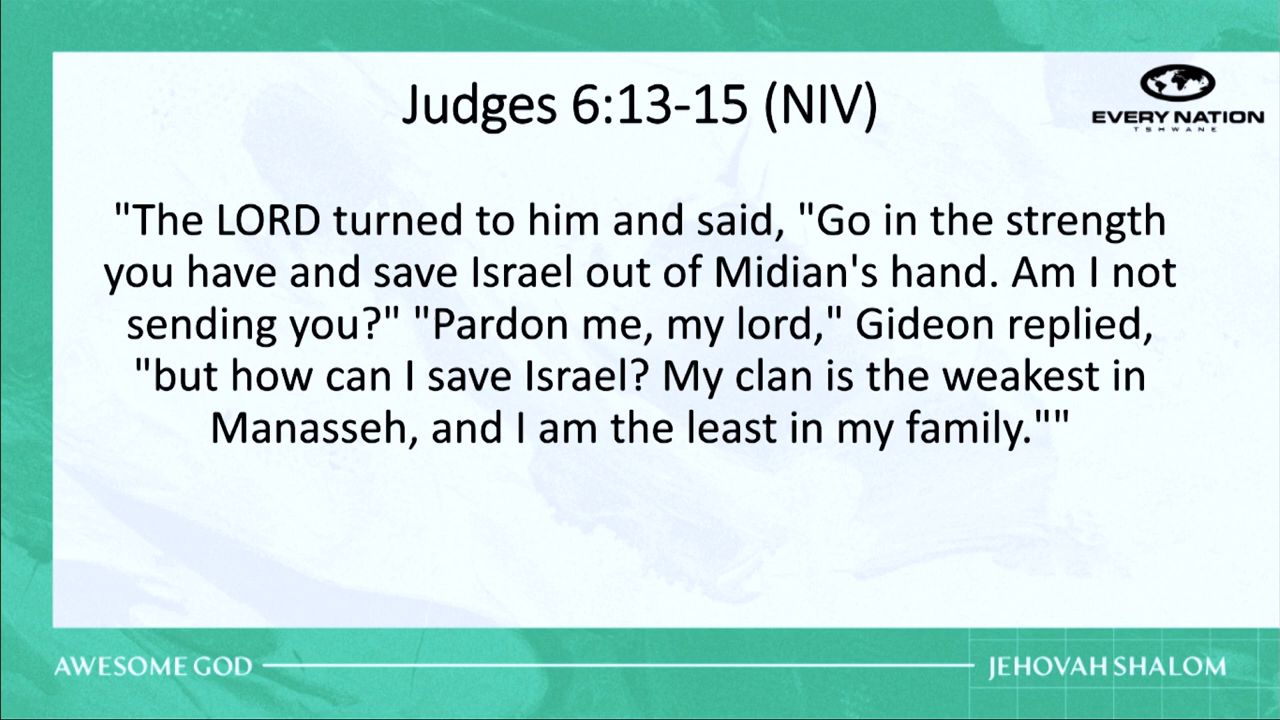 Judges 6:13-15 (NIV)
EVERY NATION
TSHWANE
"The LORD turned to him and said, "Go in the strength
you have and save Israel out of Midian's hand. Am I not
sending you?" "Pardon me, my lord," Gideon replied,
"but how can I save Israel? My clan is the weakest in
Manasseh, and I am the least in my family.""
AWESOME GOD
JEHOVAH SHALOM